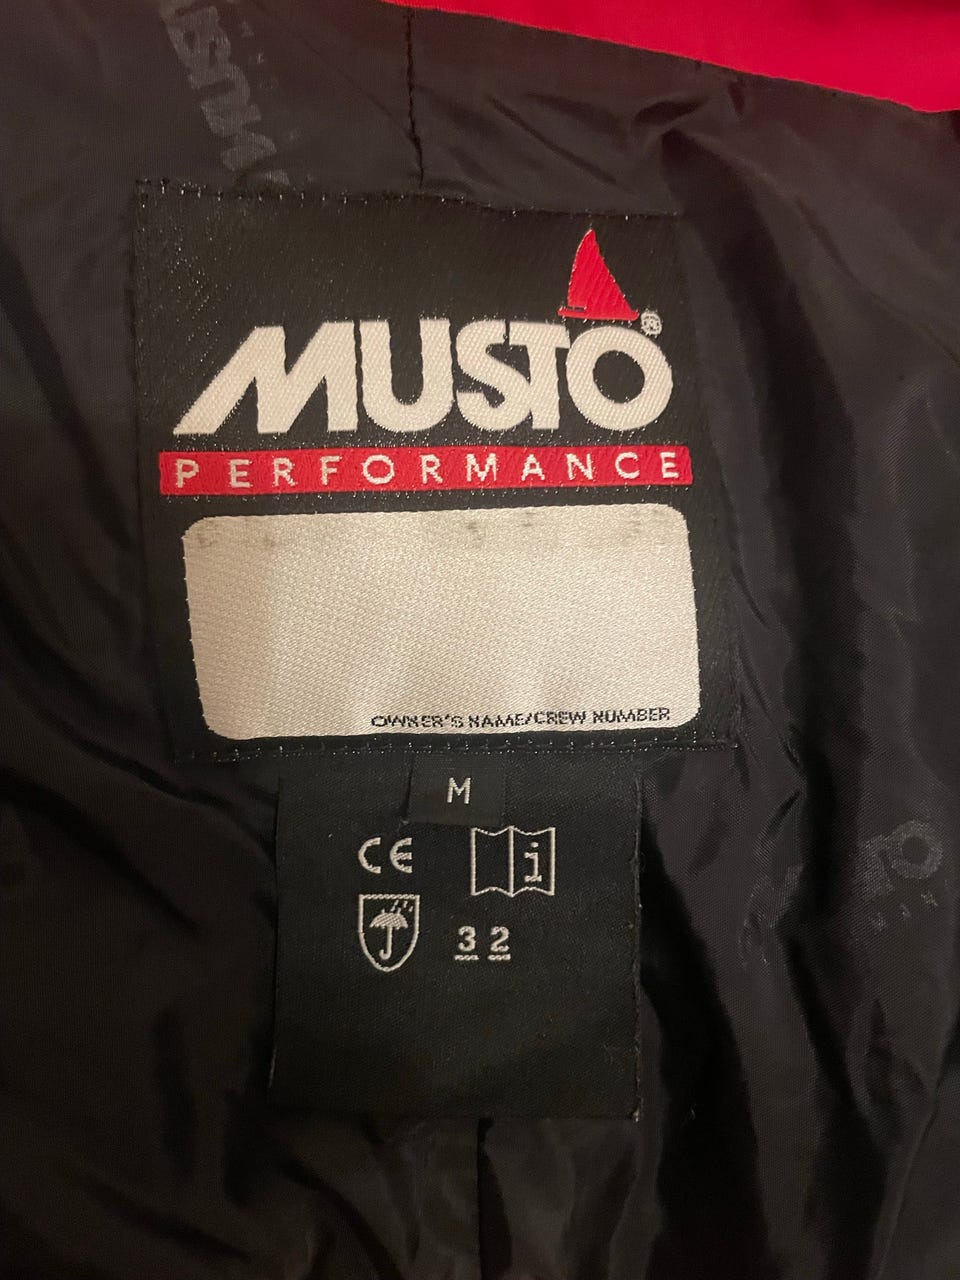 MUSTO®
PERFORMANCE
OWNER'S NAME/CREW NUMBER
M
CE i
3 2